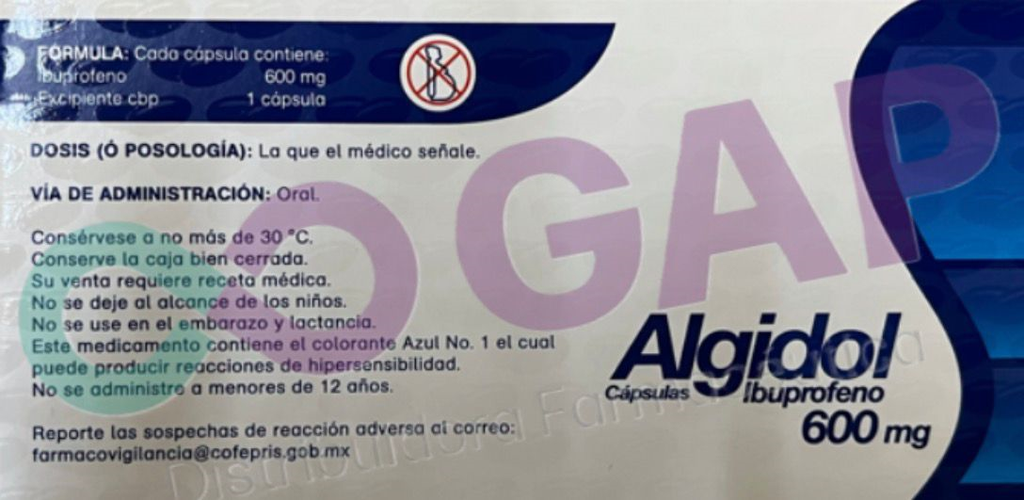 FÓRMULA: Cada cápsula contiene:
Ibuprofeno 600 mg
Excipiente cbp 1 cápsula
DOSIS (Ó POSOLOGÍA): La que el médico señale.
VÍA DE ADMINISTRACIÓN: Oral.
Consérvese a no más de 30 °C.
Conserve la caja bien cerrada.
Su venta requiere receta médica.
No se deje al alcance de los niños.
No se use en el embarazo y lactancia.
Este medicamento contiene el colorante Azul No. 1 el cual
puede producir reacciones de hipersensibilidad.
No se administre a menores de 12 años.
Reporte las sospechas de reacción adversa al correo:
farmacovigilancia@cofepris.gob.mx
GAP
Algidol
Cápsulas Ibuprofeno
600 mg
Distribuidora